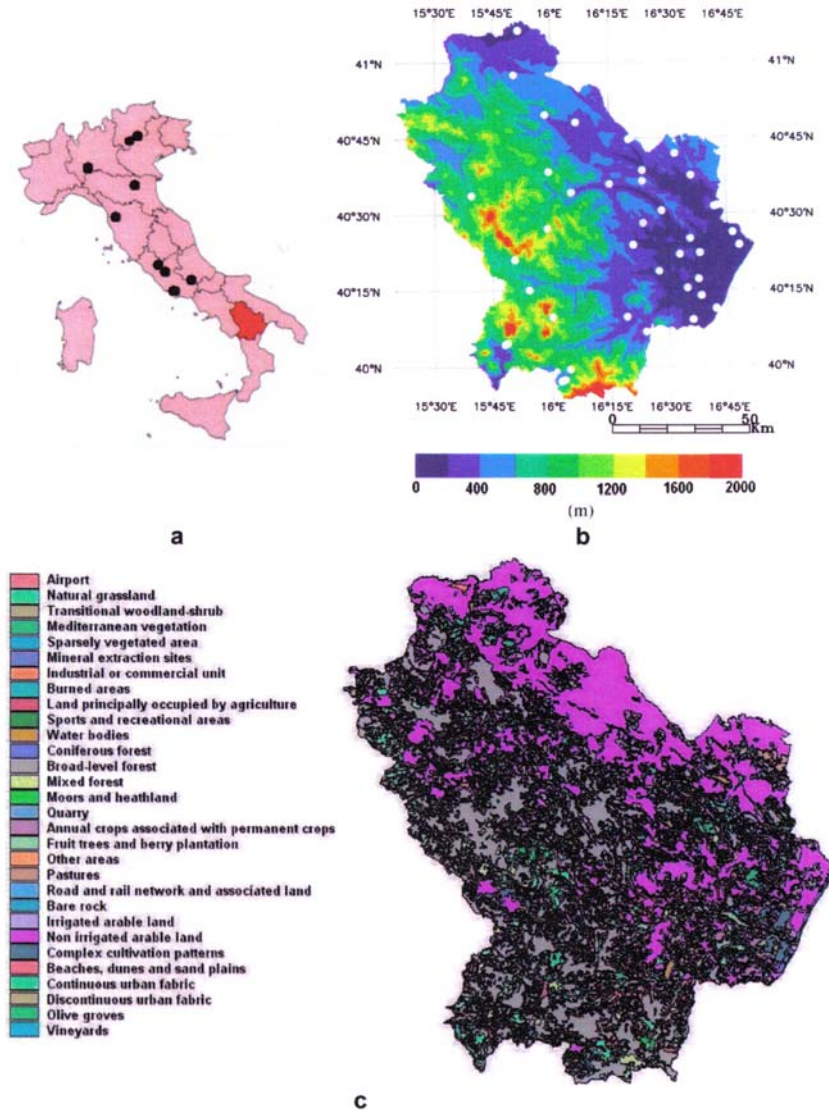 15°30'E 15°45'E 16°E 16°15'E 16°30'E 16°45'E
41°N 41°N
40°45'N 40°45'N
40°30'N 40°30'N
40°15'N 40°15'N
40°N 40°N
15°30'E 15°45'E 16°E 16°15'E 16°30'E 16°45'E
0 50
Km
0 400 800 1200 1600 2000
(m)
a b
Airport
Natural grassland
Transitional woodland-shrub
Mediterranean vegetation
Sparsely vegetated area
Mineral extraction sites
Industrial or commercial unit
Burned areas
Land principally occupied by agriculture
Sports and recreational areas
Water bodies
Coniferous forest
Broad-level forest
Mixed forest
Moors and heathland
Quarry
Annual crops associated with permanent crops
Fruit trees and berry plantation
Other areas
Pastures
Road and rail network and associated land
Bare rock
Irrigated arable land
Non irrigated arable land
Complex cultivation patterns
Beaches, dunes and sand plains
Continuous urban fabric
Discontinuous urban fabric
Olive groves
Vineyards
c